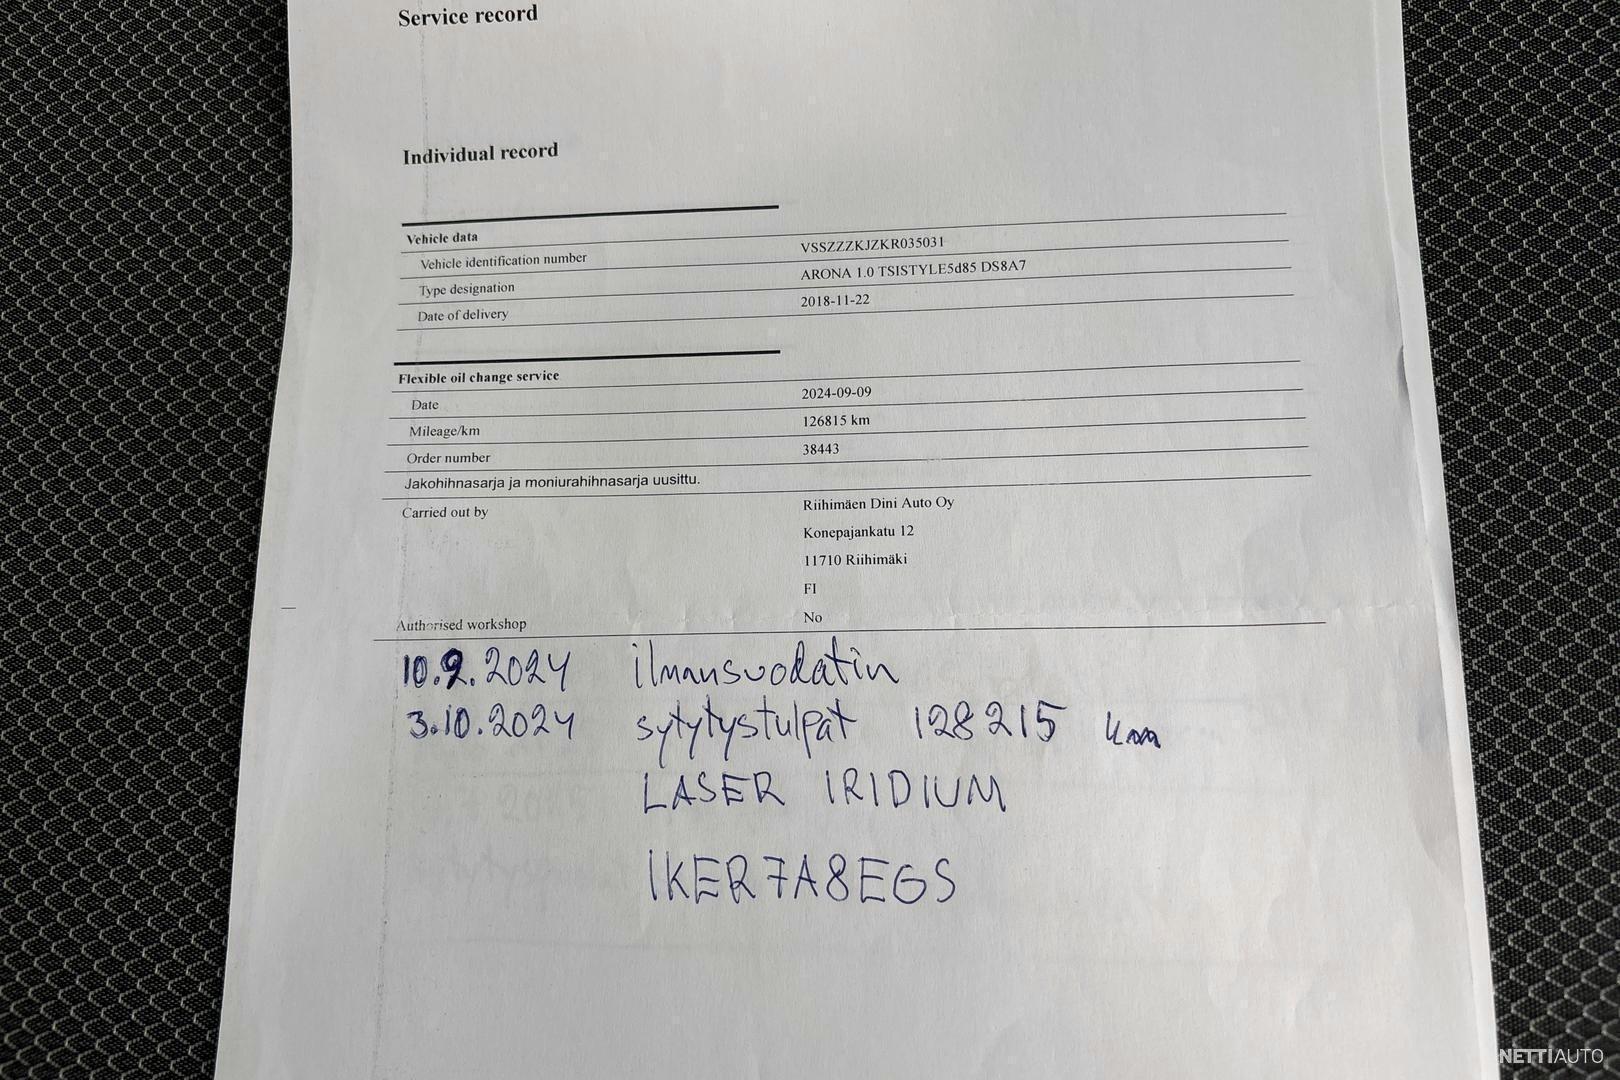 Service record
Individual record
Vehicle data
Vehicle identification number VSSZZZKJZKR035031
Type designation ARONA 1.0 TSISTYLE5d85 DS8A7
Date of delivery 2018-11-22
Flexible oil change service
Date 2024-09-09
Mileage/km 126815 km
Order number 38443
Jakohihnasarja ja moniurahihnasarja uusittu.
Carried out by Riihimäen Dini Auto Oy
Konepajankatu 12
11710 Riihimäki
FI
Authorised workshop No
10.9.2024 ilmansuodatin
3.10.2024 sytytystulpat 128215 km
LASER IRIDIUM
IKER7A8EGS
NETTIAUTO